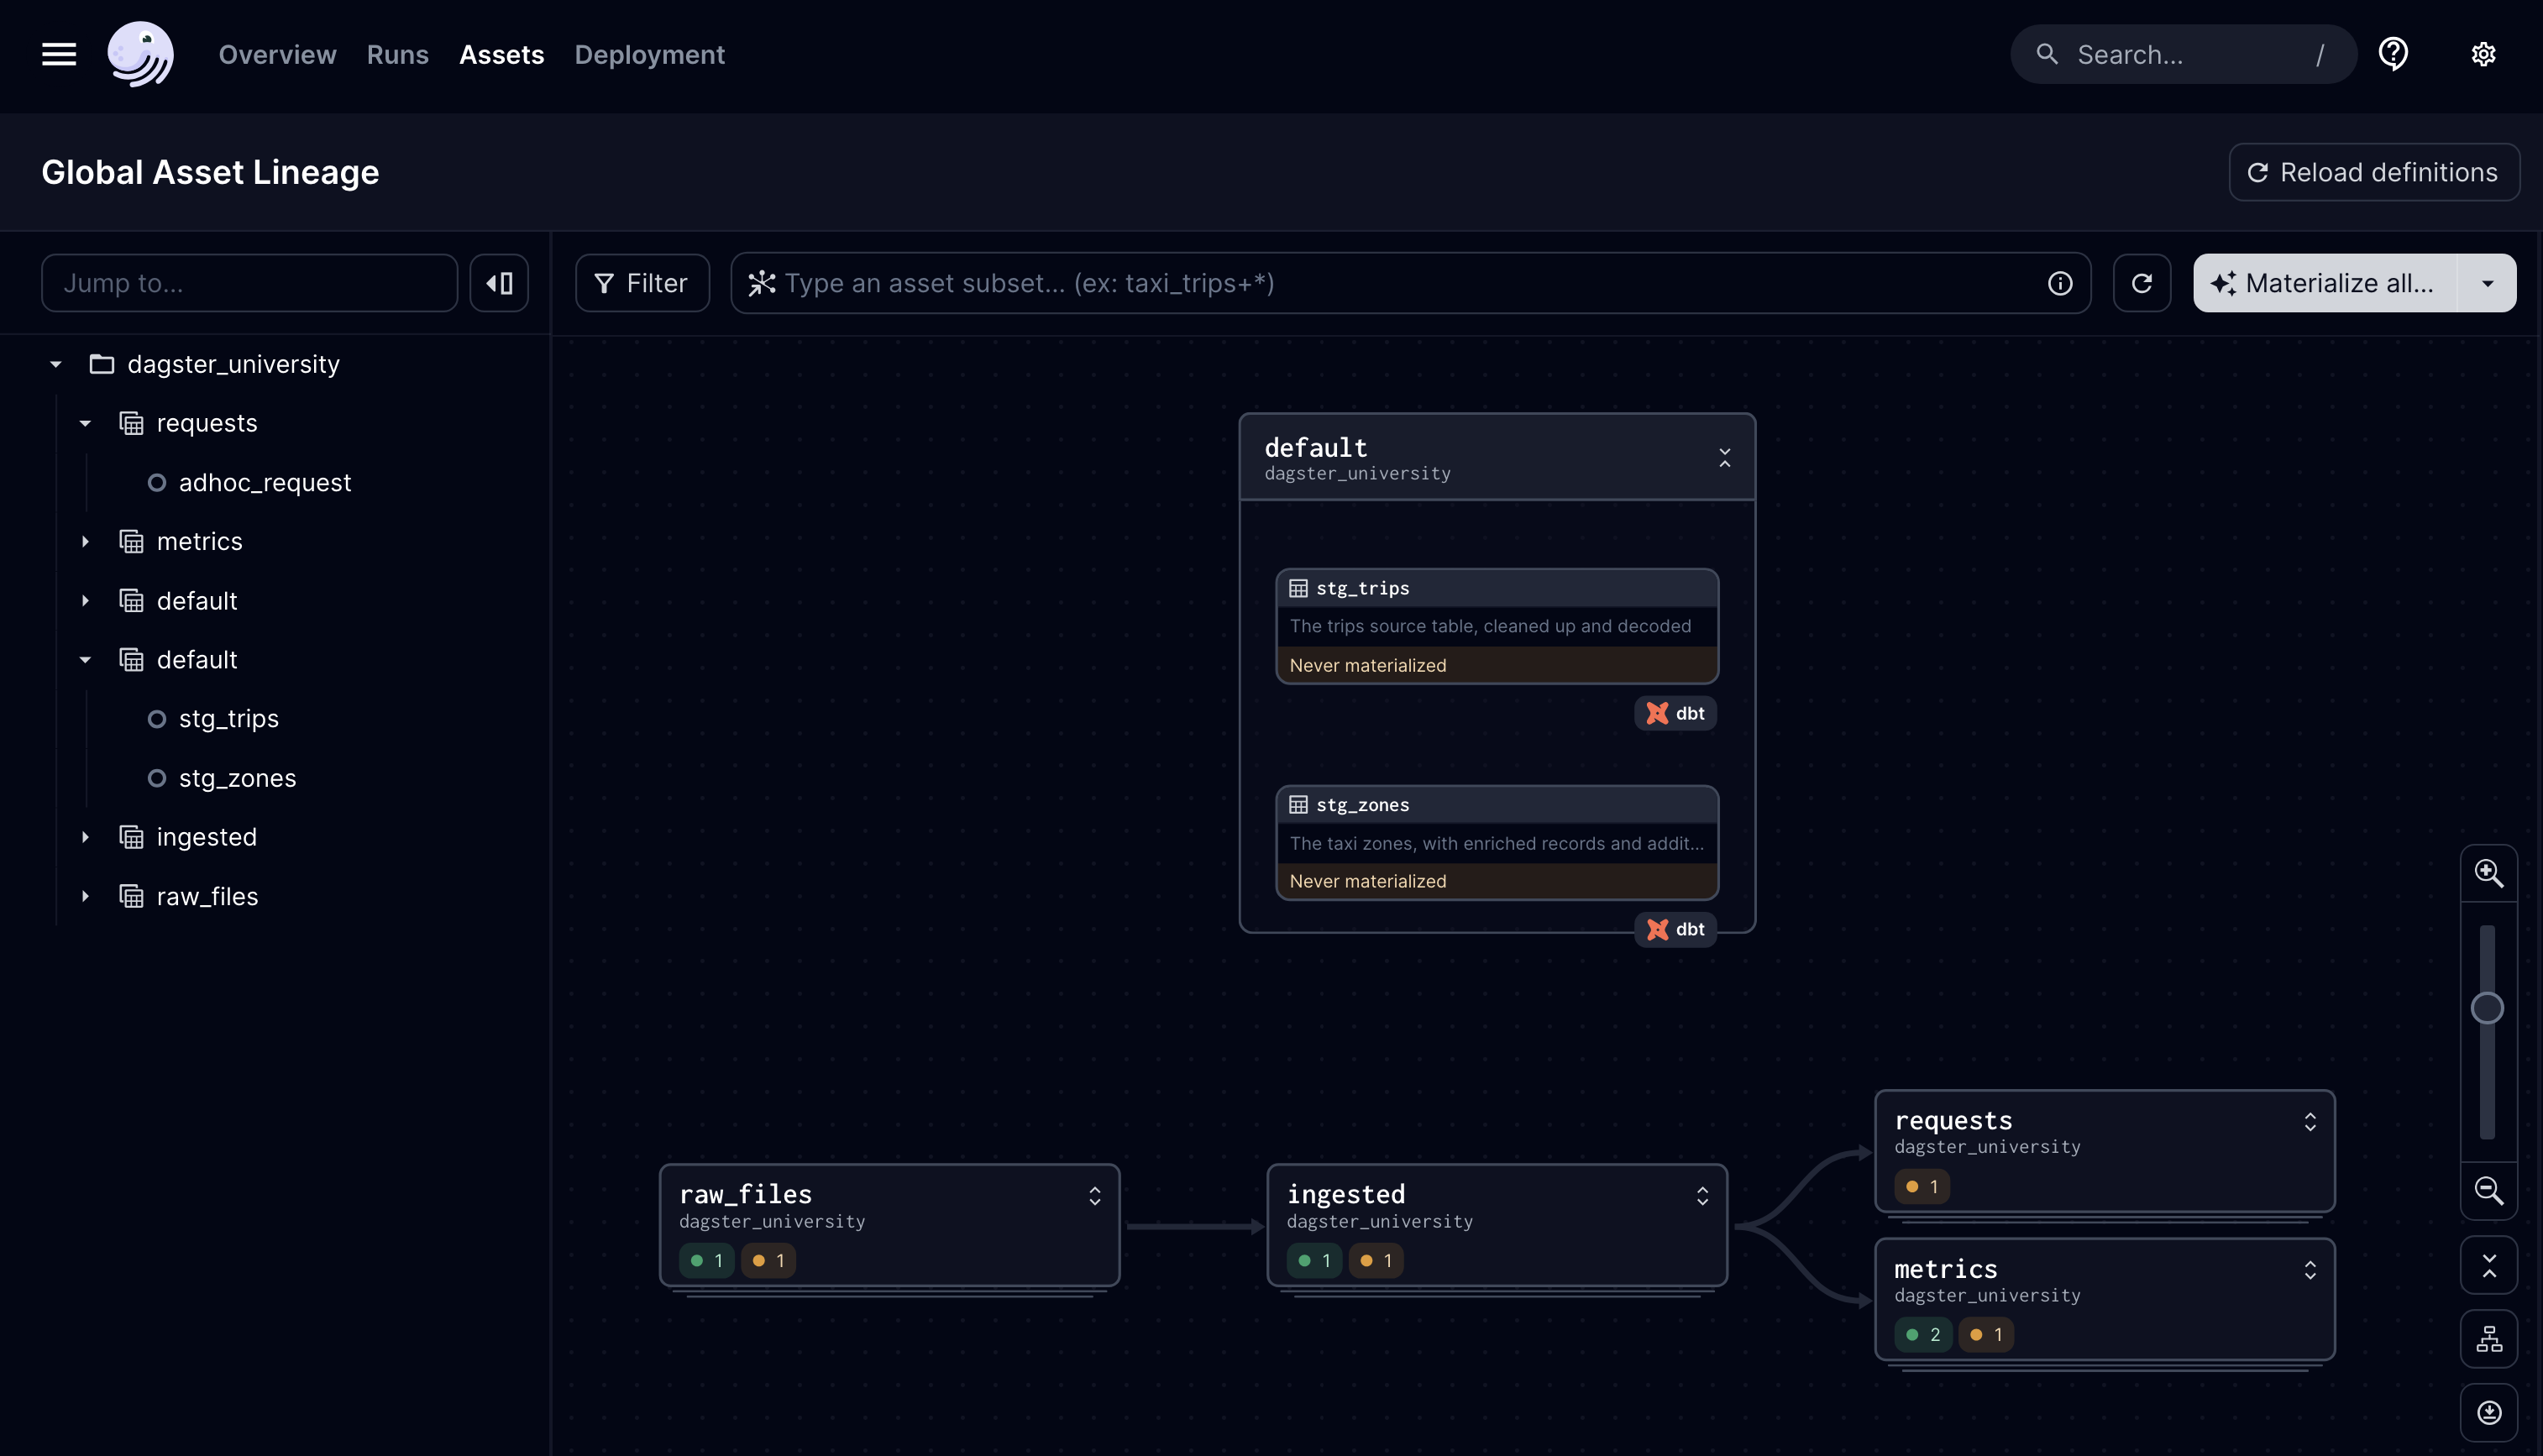 Overview Runs Assets Deployment
Search... /
Global Asset Lineage
Reload definitions
Jump to...
Filter
Type an asset subset... (ex: taxi_trips+*)
Materialize all...
dagster_university
requests
adhoc_request
metrics
default
default
stg_trips
stg_zones
ingested
raw_files
default
dagster_university
stg_trips
The trips source table, cleaned up and decoded
Never materialized
dbt
stg_zones
The taxi zones, with enriched records and addit...
Never materialized
dbt
raw_files
dagster_university
1 1
ingested
dagster_university
1 1
requests
dagster_university
1
metrics
dagster_university
2 1